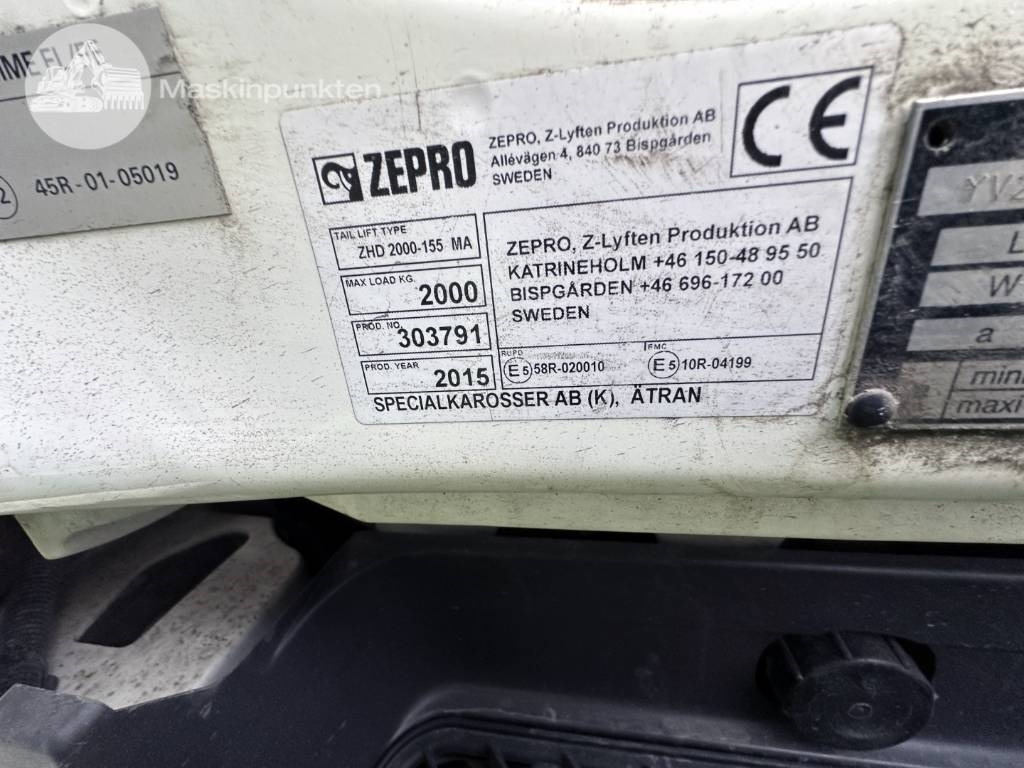 Maskinpunkten
45R-01-05019
ZEPRO
ZEPRO, Z-Lyften Produktion AB
Allévägen 4, 840 73 Bispgården
SWEDEN
CE
TAIL LIFT TYPE
ZHD 2000-155 MA
MAX LOAD KG.
2000
PROD. NO.
303791
PROD. YEAR
2015
ZEPRO, Z-Lyften Produktion AB
KATRINEHOLM +46 150-48 95 50
BISPGÅRDEN +46 696-172 00
SWEDEN
RUPD
E5 58R-020010
EMC
E5 10R-04199
SPECIALKAROSSER AB (K), ÄTRAN
YV2
L
W
a
mini
maxi